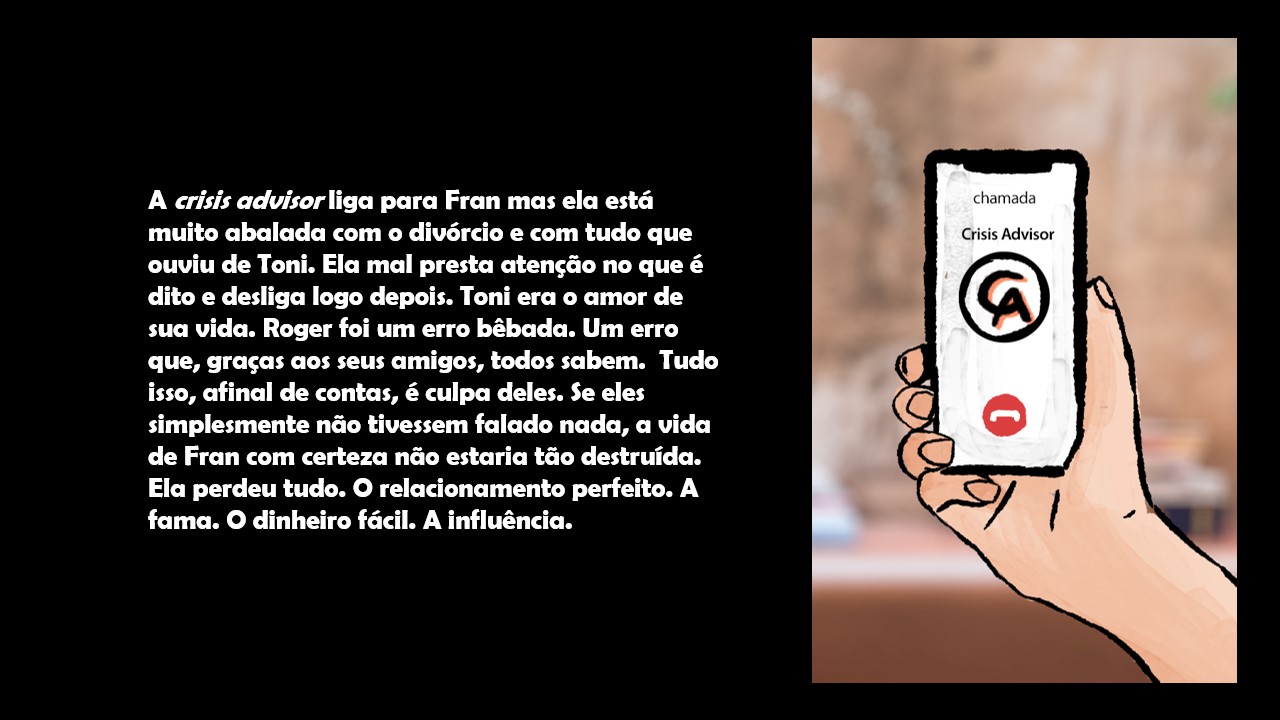 A crisis advisor liga para Fran mas ela está
muito abalada com o divórcio e com tudo que
ouviu de Toni. Ela mal presta atenção no que é
dito e desliga logo depois. Toni era o amor de
sua vida. Roger foi um erro bêbada. Um erro
que, graças aos seus amigos, todos sabem.  Tudo
isso, afinal de contas, é culpa deles. Se eles
simplesmente não tivessem falado nada, a vida
de Fran com certeza não estaria tão destruída.
Ela perdeu tudo. O relacionamento perfeito. A
fama. O dinheiro fácil. A influência.
chamada
Crisis Advisor
CA